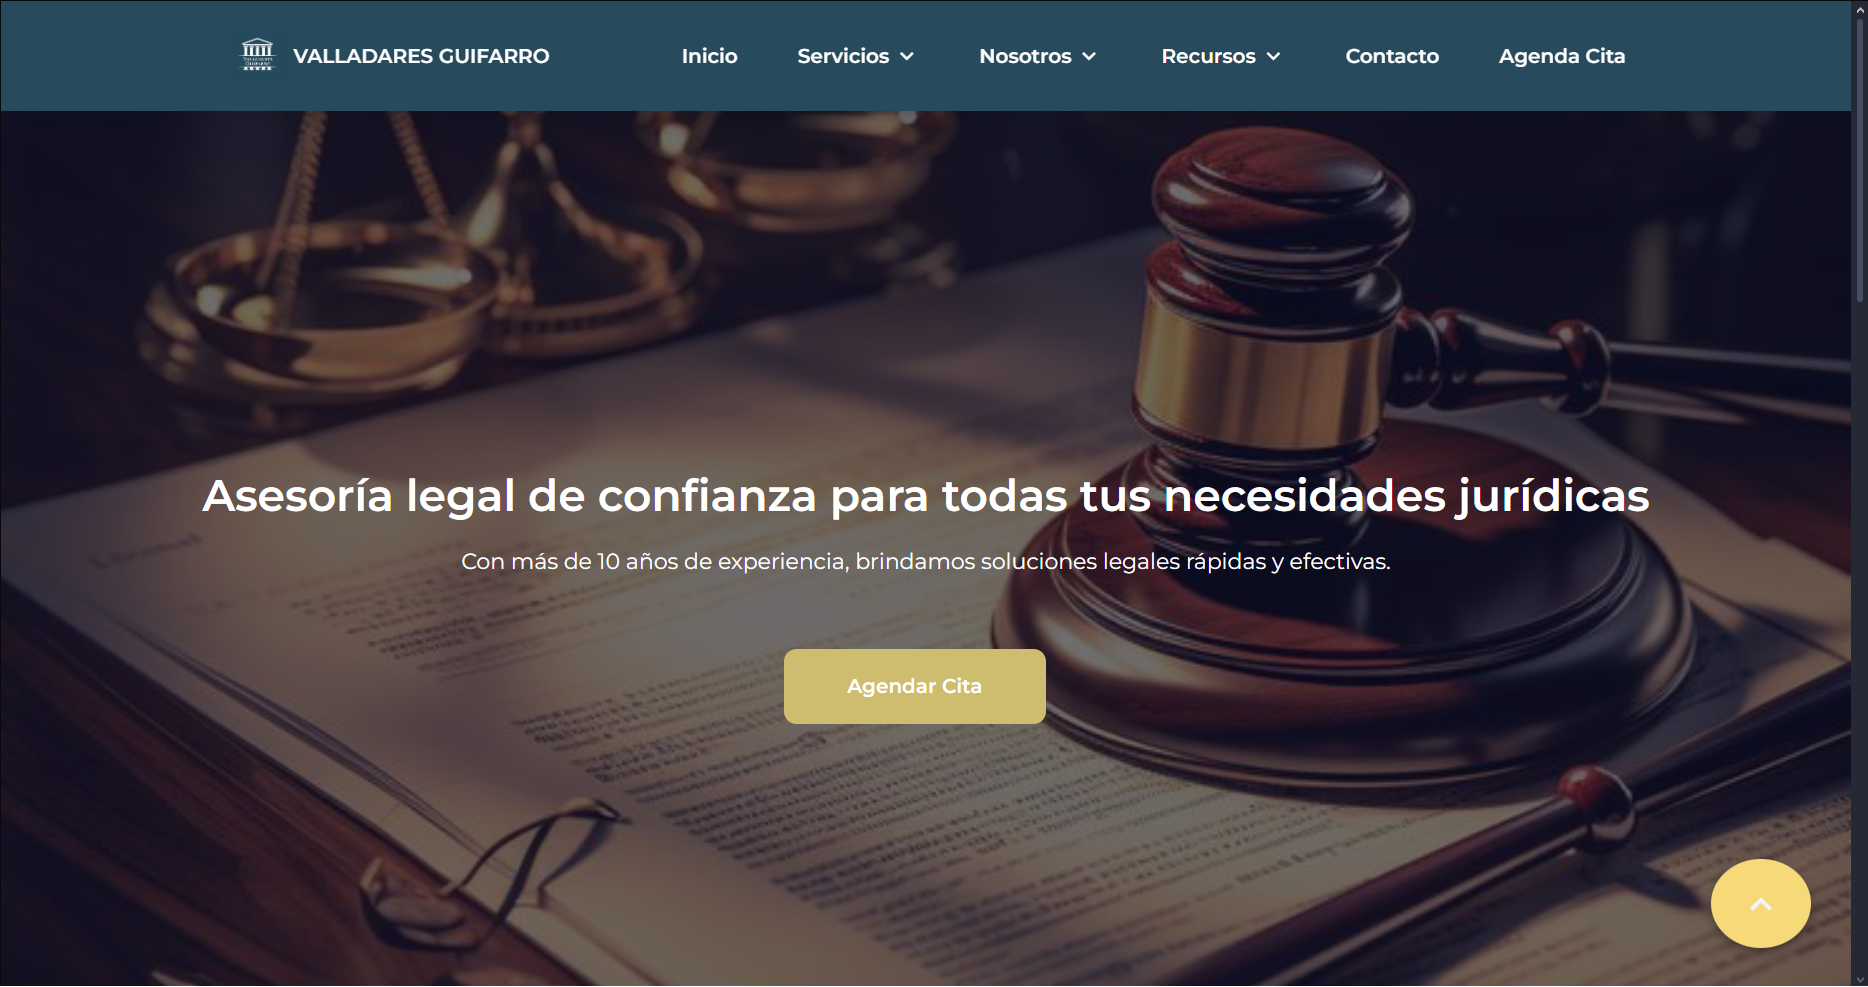 VALLADARES GUIFARRO
Inicio
Servicios
Nosotros
Recursos
Contacto
Agenda Cita
Asesoría legal de confianza para todas tus necesidades jurídicas
Con más de 10 años de experiencia, brindamos soluciones legales rápidas y efectivas.
Agendar Cita